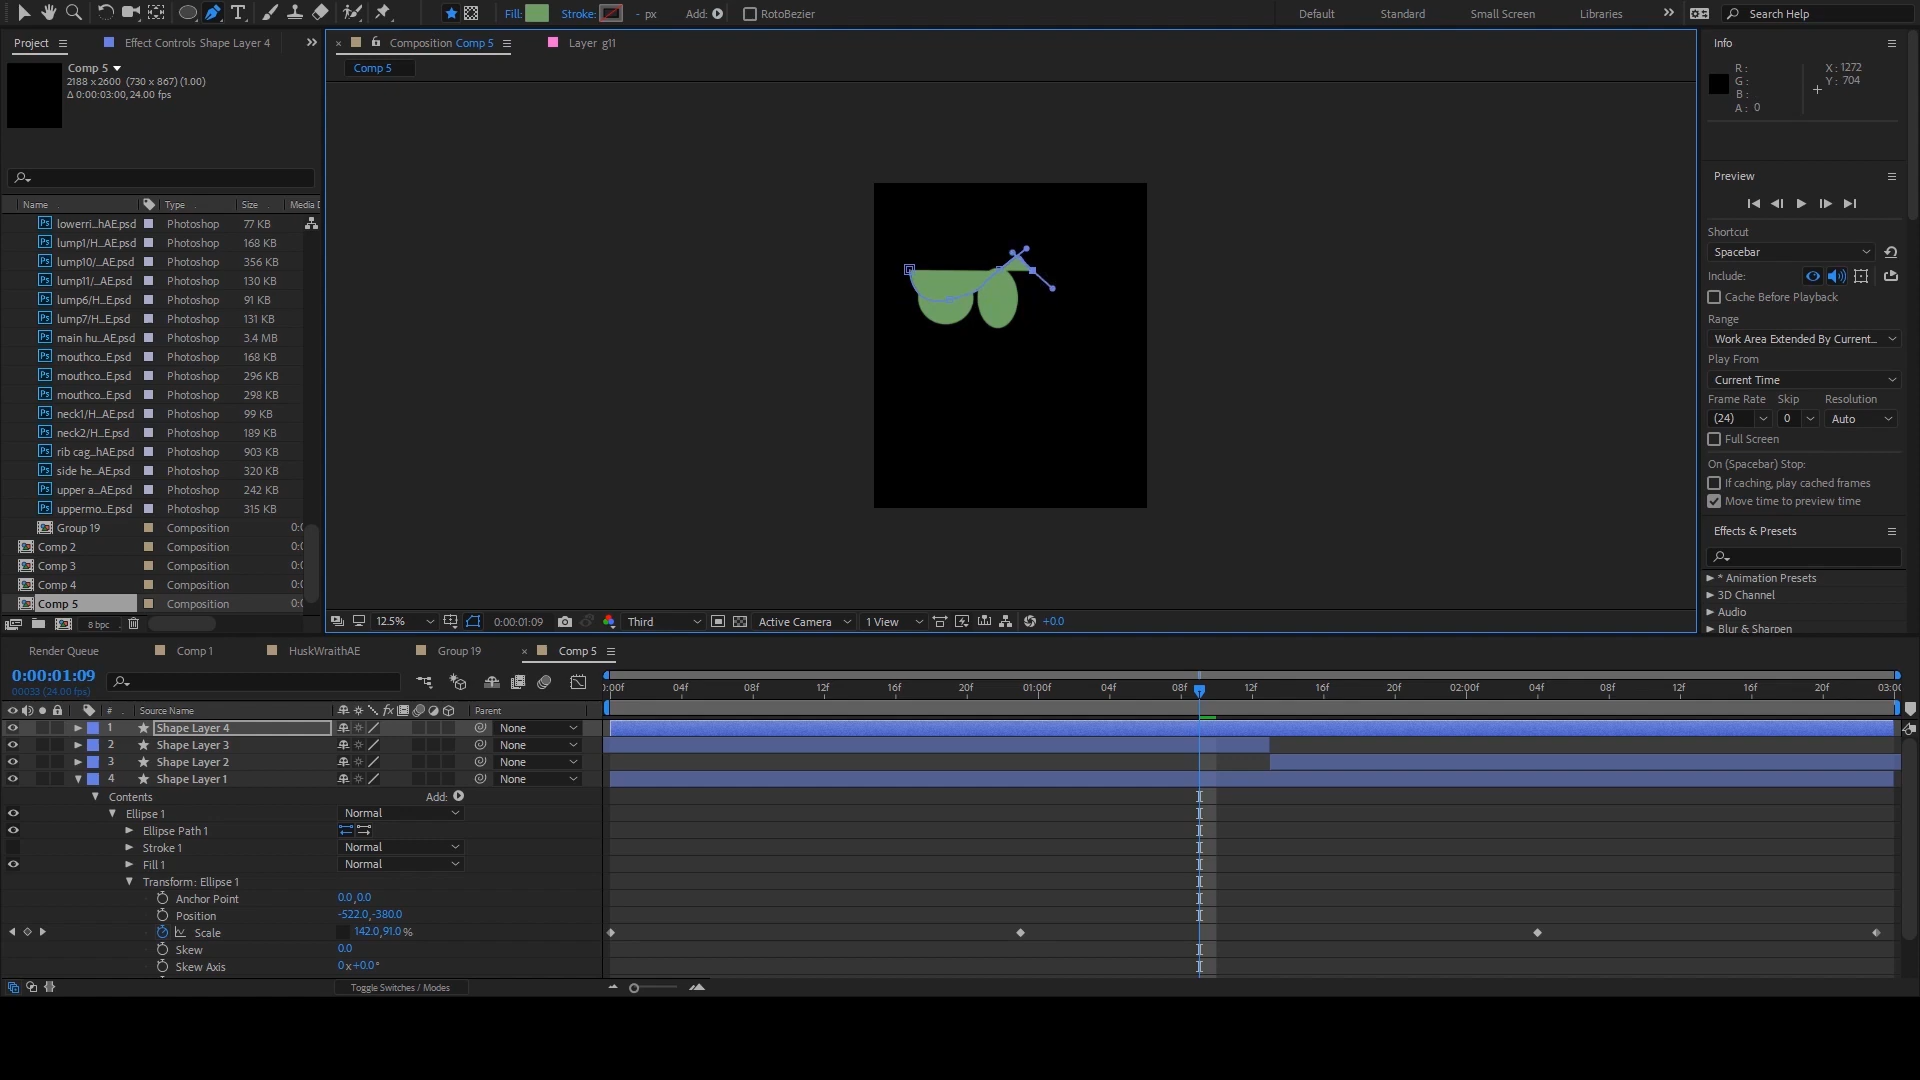 Fill:
Stroke:
- px
Add:
RotoBezier
Default
Standard
Small Screen
Libraries
Search Help
Project
Effect Controls Shape Layer 4
Composition Comp 5
Layer g11
Comp 5
Comp 5
2188 x 2600 (730 x 867) (1.00)
Δ 0:00:03:00, 24.00 fps
Name
Type
Size
Media D
lowerri...hAE.psd Photoshop 77 KB
lump1/H...AE.psd Photoshop 168 KB
lump10/...AE.psd Photoshop 356 KB
lump11/...AE.psd Photoshop 130 KB
lump6/H...E.psd Photoshop 91 KB
lump7/H...E.psd Photoshop 131 KB
main hu...AE.psd Photoshop 3.4 MB
mouthco...E.psd Photoshop 168 KB
mouthco...E.psd Photoshop 296 KB
mouthco...E.psd Photoshop 298 KB
neck1/H...AE.psd Photoshop 99 KB
neck2/H...E.psd Photoshop 189 KB
rib cag...hAE.psd Photoshop 903 KB
side he...AE.psd Photoshop 320 KB
upper a...AE.psd Photoshop 242 KB
uppermo...E.psd Photoshop 315 KB
Group 19 Composition 0:0
Comp 2 Composition 0:0
Comp 3 Composition 0:0
Comp 4 Composition 0:0
Comp 5 Composition 0:0
8 bpc
12.5%
0:00:01:09
Third
Active Camera
1 View
+0.0
Info
R :
G :
B :
A : 0
X : 1272
Y : 704
Preview
Shortcut
Spacebar
Include:
Cache Before Playback
Range
Work Area Extended By Current...
Play From
Current Time
Frame Rate Skip Resolution
(24) 0 Auto
Full Screen
On (Spacebar) Stop:
If caching, play cached frames
Move time to preview time
Effects & Presets
* Animation Presets
3D Channel
Audio
Blur & Sharpen
Render Queue
Comp 1
HuskWraithAE
Group 19
Comp 5
0:00:01:09
00033 (24.00 fps)
):00f 04f 08f 12f 16f 20f 01:00f 04f 08f 12f 16f 20f 02:00f 04f 08f 12f 16f 20f 03:00
# Source Name
fx
Parent
1 Shape Layer 4 None
2 Shape Layer 3 None
3 Shape Layer 2 None
4 Shape Layer 1 None
Contents Add:
Ellipse 1 Normal
Ellipse Path 1
Stroke 1 Normal
Fill 1 Normal
Transform: Ellipse 1
Anchor Point 0.0,0.0
Position -522.0,-380.0
Scale 142.0,91.0 %
Skew 0.0
Skew Axis 0x+0.0°
Toggle Switches / Modes